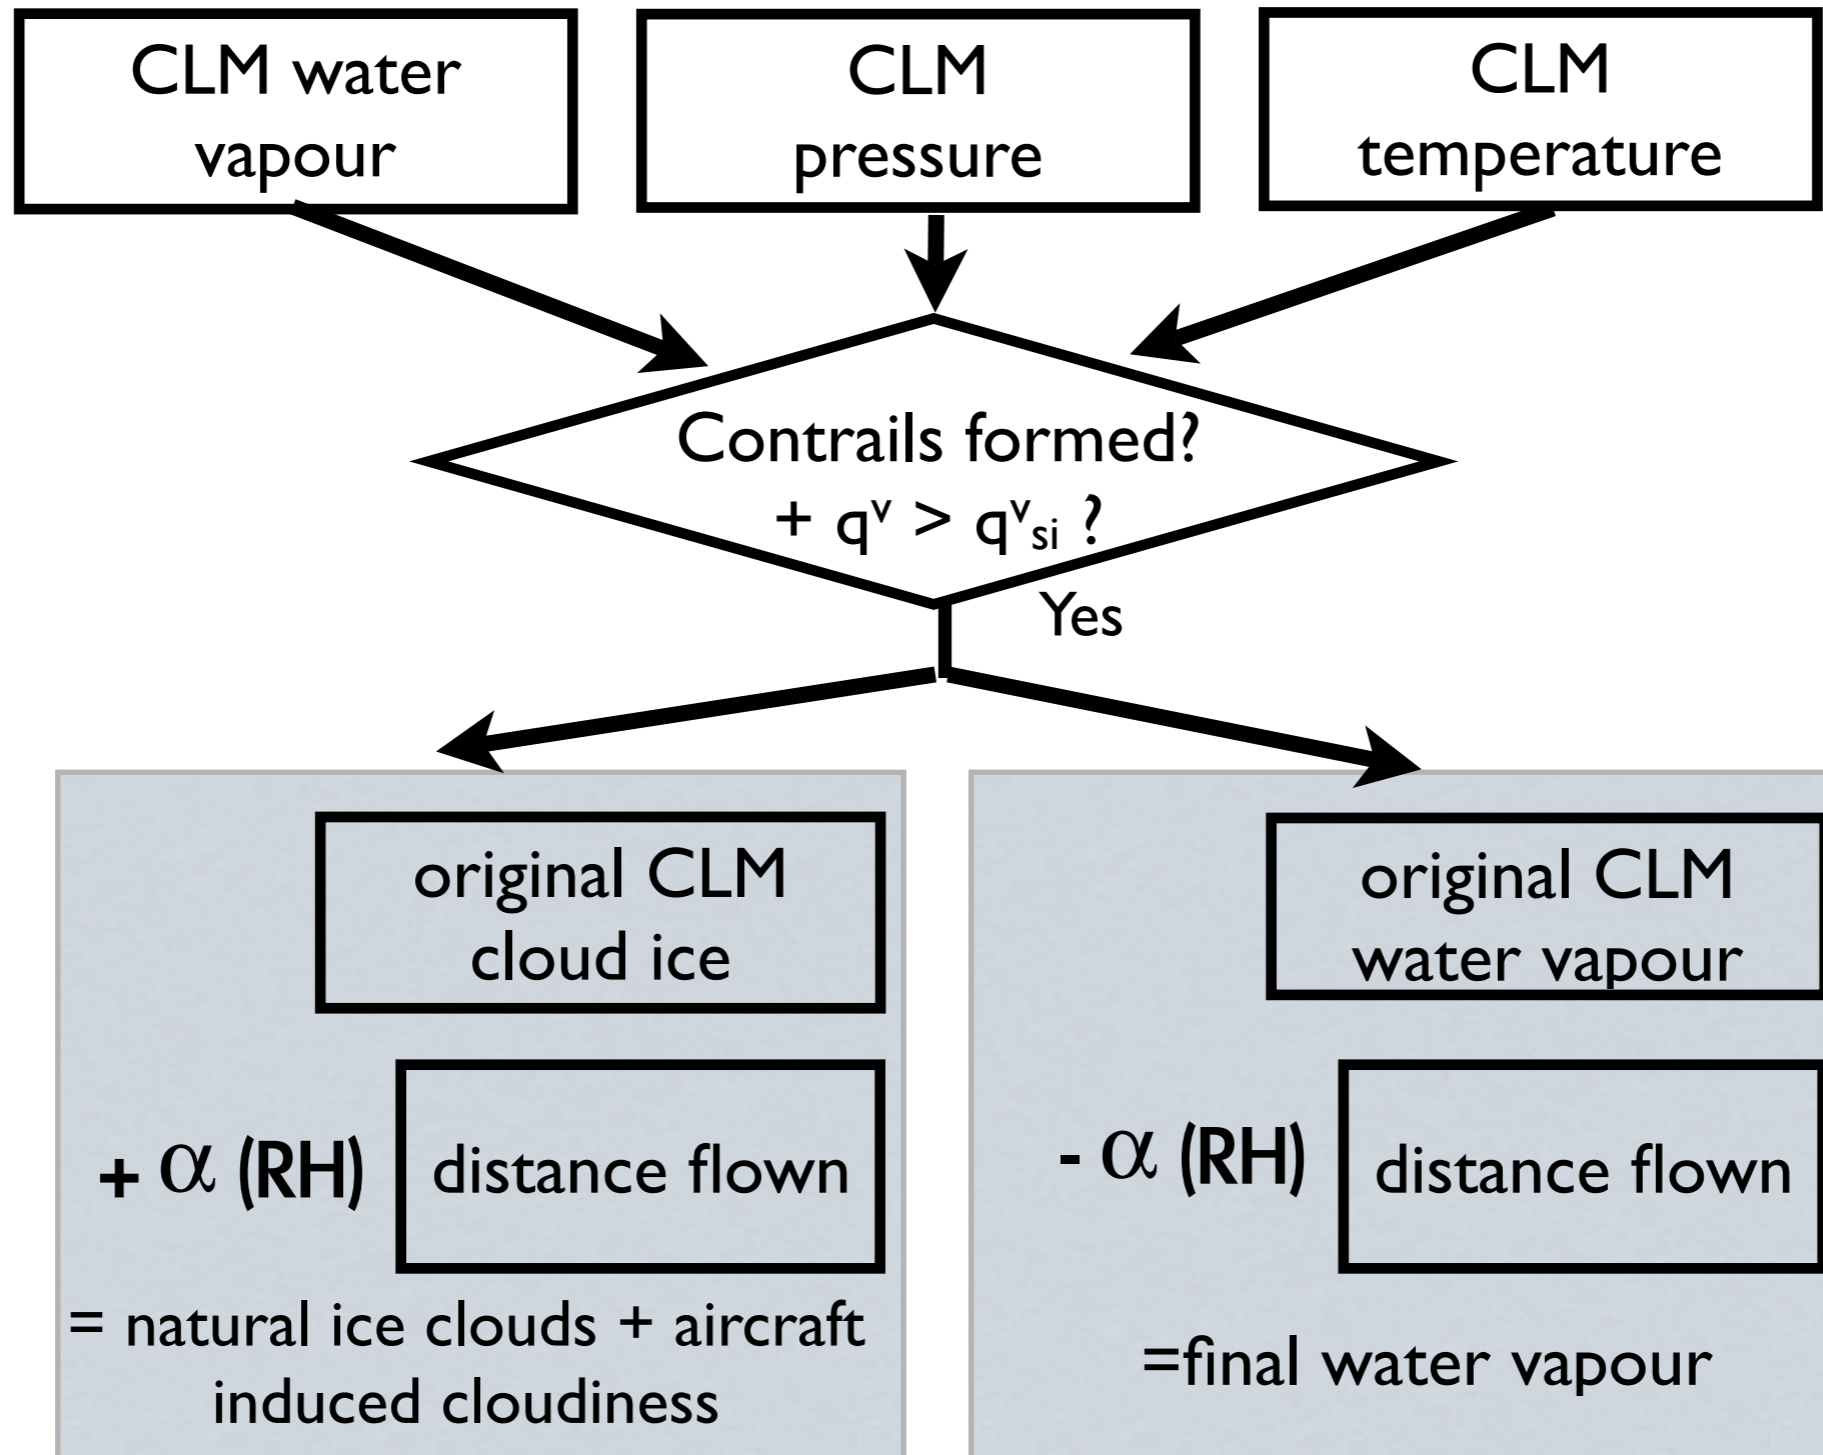 CLM water
vapour
CLM
pressure
CLM
temperature
Contrails formed?
+ qᵛ > qᵛₛᵢ ?
Yes
original CLM
cloud ice
+ α (RH) distance flown
= natural ice clouds + aircraft
induced cloudiness
original CLM
water vapour
- α (RH) distance flown
=final water vapour